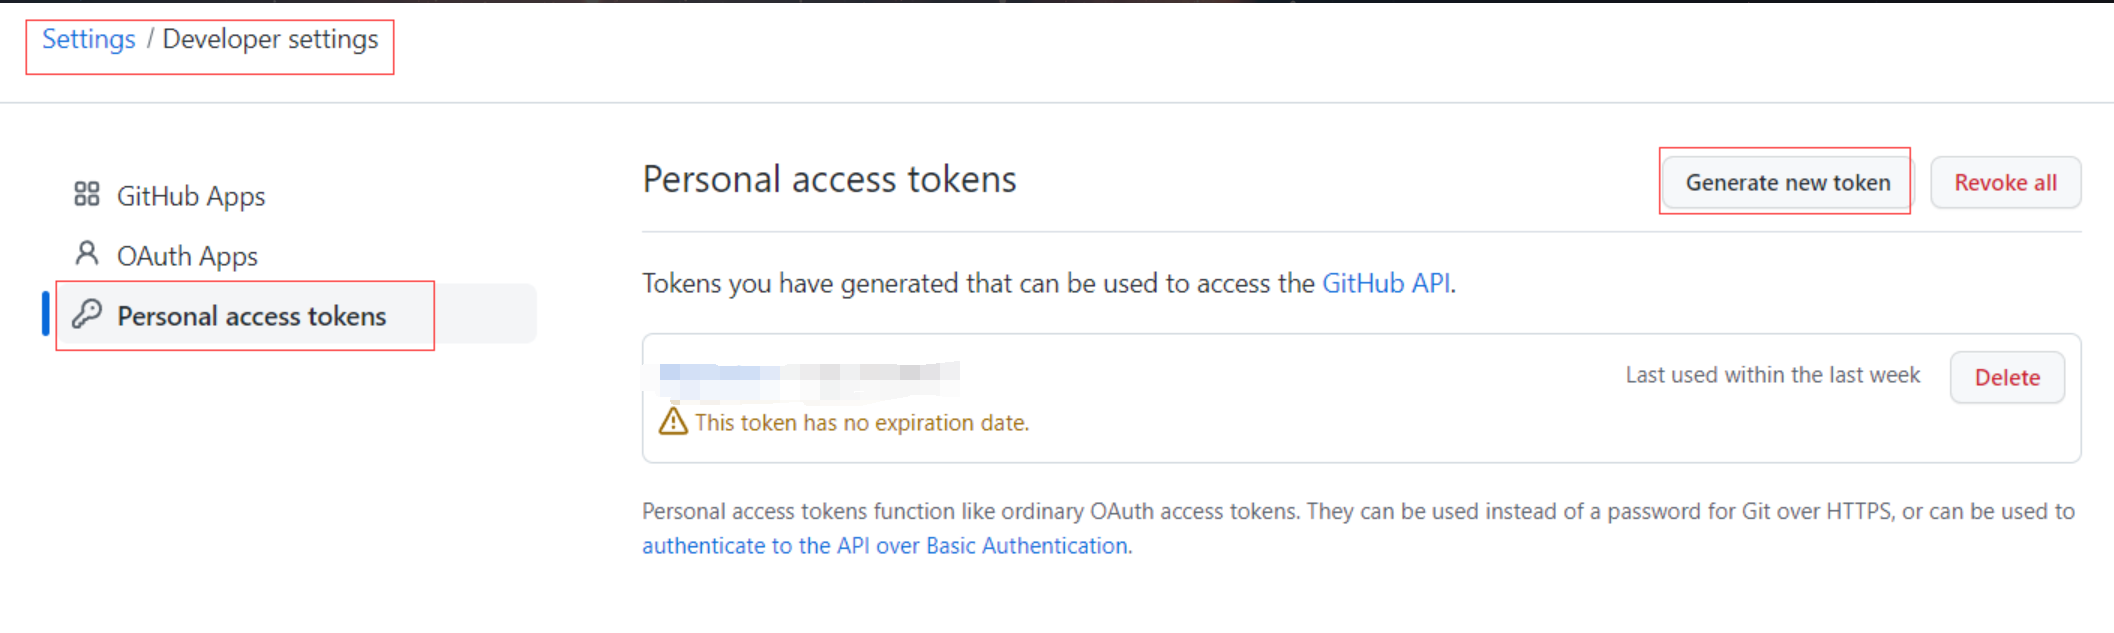 Settings / Developer settings
GitHub Apps
OAuth Apps
Personal access tokens
Personal access tokens
Generate new token
Revoke all
Tokens you have generated that can be used to access the GitHub API.
Last used within the last week
Delete
This token has no expiration date.
Personal access tokens function like ordinary OAuth access tokens. They can be used instead of a password for Git over HTTPS, or can be used to
authenticate to the API over Basic Authentication.